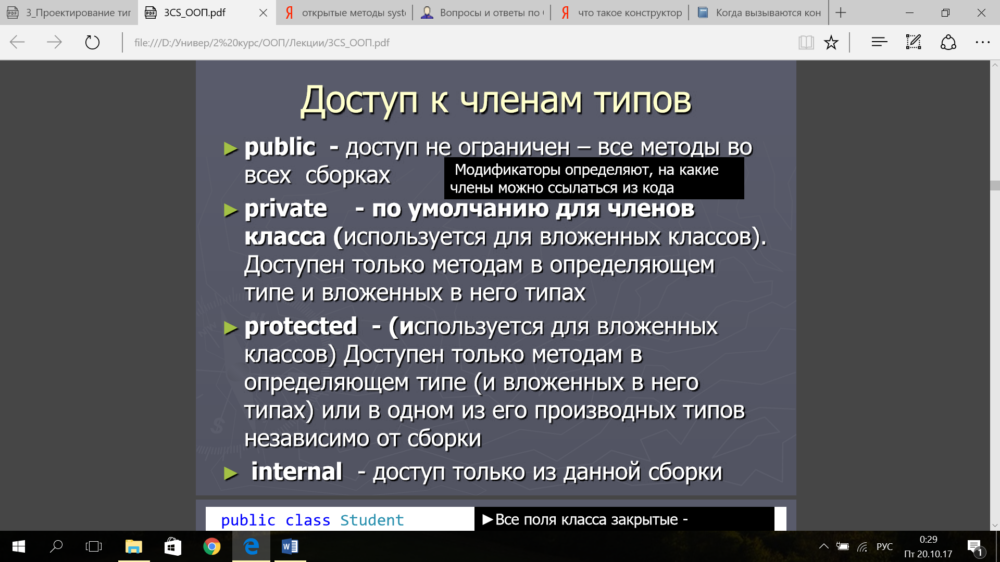 3_Проектирование тип
3CS_ООП.pdf
открытые методы syste
Вопросы и ответы по
что такое конструктор
Когда вызываются кон
file:///D:/Универ/2%20курс/ООП/Лекции/3CS_ООП.pdf
Доступ к членам типов
► public - доступ не ограничен – все методы во
всех сборках
Модификаторы определяют, на какие
члены можно ссылаться из кода
► private - по умолчанию для членов
класса (используется для вложенных классов).
Доступен только методам в определяющем
типе и вложенных в него типах
► protected - (используется для вложенных
классов) Доступен только методам в
определяющем типе (и вложенных в него
типах) или в одном из его производных типов
независимо от сборки
► internal - доступ только из данной сборки
public class Student
►Все поля класса закрытые -
РУС
0:29
Пт 20.10.17
1